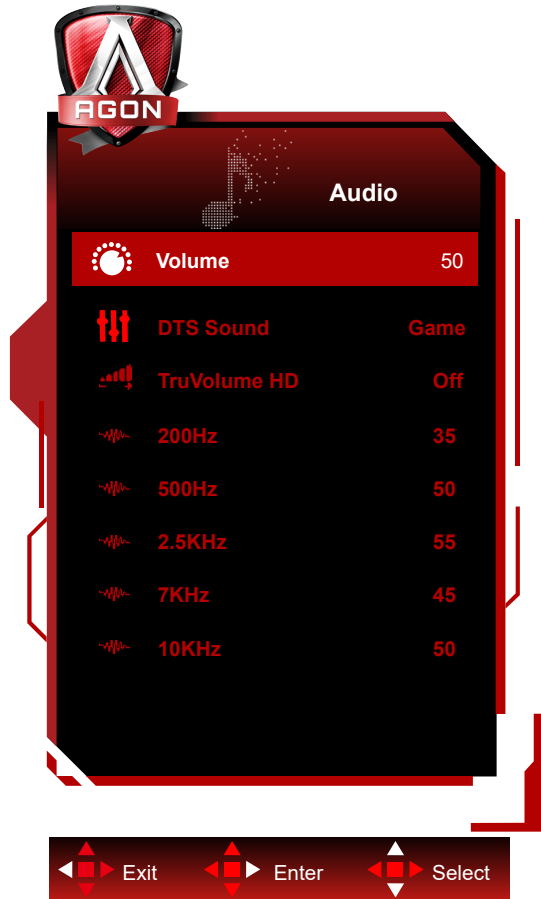 AGON
Audio
Volume 50
DTS Sound Game
TruVolume HD Off
200Hz 35
500Hz 50
2.5KHz 55
7KHz 45
10KHz 50
Exit Enter Select